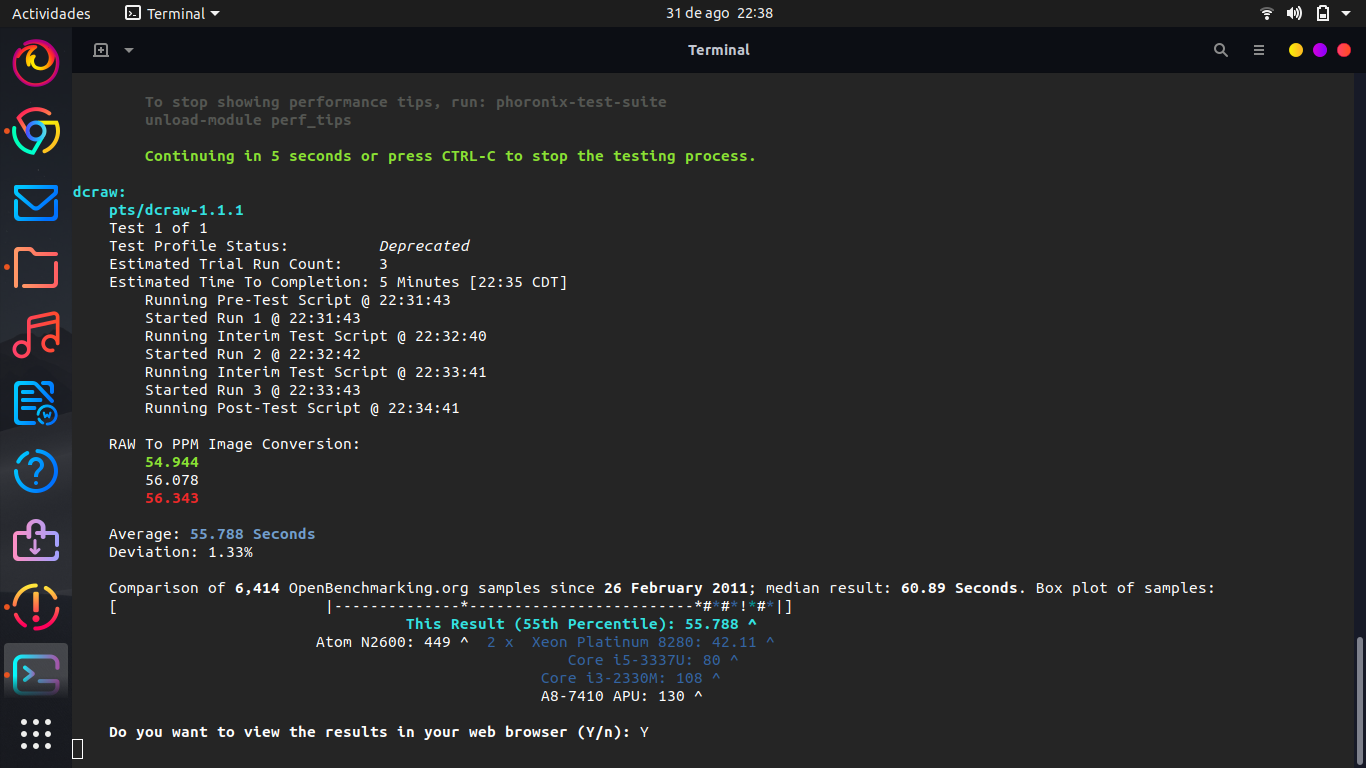 Actividades Terminal 31 de ago 22:38
Terminal
To stop showing performance tips, run: phoronix-test-suite
unload-module perf_tips
Continuing in 5 seconds or press CTRL-C to stop the testing process.
dcraw:
pts/dcraw-1.1.1
Test 1 of 1
Test Profile Status: Deprecated
Estimated Trial Run Count: 3
Estimated Time To Completion: 5 Minutes [22:35 CDT]
Running Pre-Test Script @ 22:31:43
Started Run 1 @ 22:31:43
Running Interim Test Script @ 22:32:40
Started Run 2 @ 22:32:42
Running Interim Test Script @ 22:33:41
Started Run 3 @ 22:33:43
Running Post-Test Script @ 22:34:41
RAW To PPM Image Conversion:
54.944
56.078
56.343
Average: 55.788 Seconds
Deviation: 1.33%
Comparison of 6,414 OpenBenchmarking.org samples since 26 February 2011; median result: 60.89 Seconds. Box plot of samples:
[ |--------------*-------------------------*#*#*!*#*|]
This Result (55th Percentile): 55.788 ^
Atom N2600: 449 ^ 2 x Xeon Platinum 8280: 42.11 ^
Core i5-3337U: 80 ^
Core i3-2330M: 108 ^
A8-7410 APU: 130 ^
Do you want to view the results in your web browser (Y/n): Y